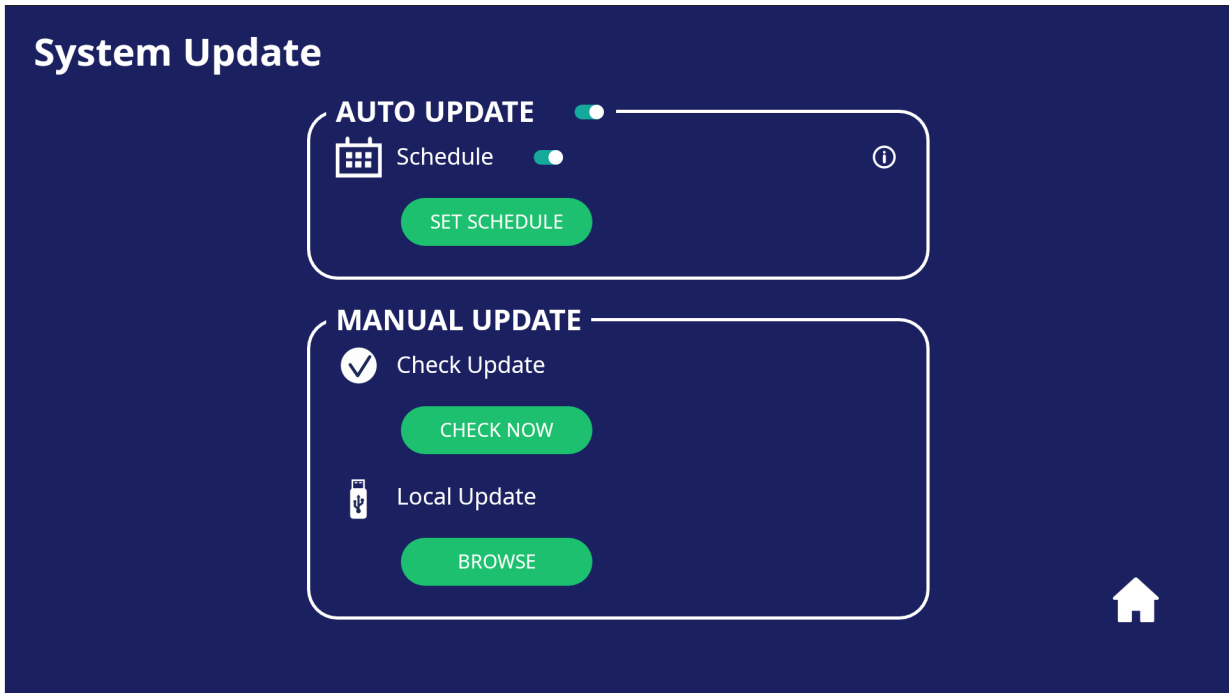 System Update
AUTO UPDATE
Schedule
SET SCHEDULE
MANUAL UPDATE
Check Update
CHECK NOW
Local Update
BROWSE